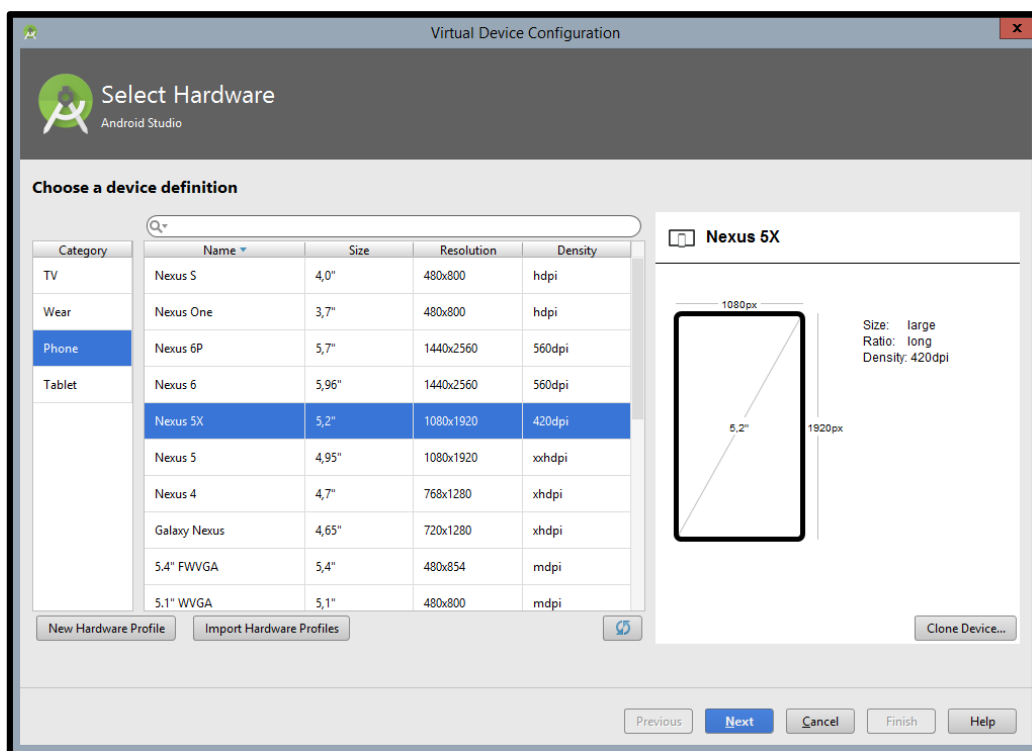 Virtual Device Configuration
x
Select Hardware
Android Studio
Choose a device definition
Category
TV
Wear
Phone
Tablet
Name Size Resolution Density
Nexus S 4,0" 480x800 hdpi
Nexus One 3,7" 480x800 hdpi
Nexus 6P 5,7" 1440x2560 560dpi
Nexus 6 5,96" 1440x2560 560dpi
Nexus 5X 5,2" 1080x1920 420dpi
Nexus 5 4,95" 1080x1920 xxhdpi
Nexus 4 4,7" 768x1280 xhdpi
Galaxy Nexus 4,65" 720x1280 xhdpi
5.4" FWVGA 5,4" 480x854 mdpi
5.1" WVGA 5,1" 480x800 mdpi
New Hardware Profile Import Hardware Profiles
Nexus 5X
1080px
5,2"
1920px
Size: large
Ratio: long
Density: 420dpi
Clone Device...
Previous Next Cancel Finish Help